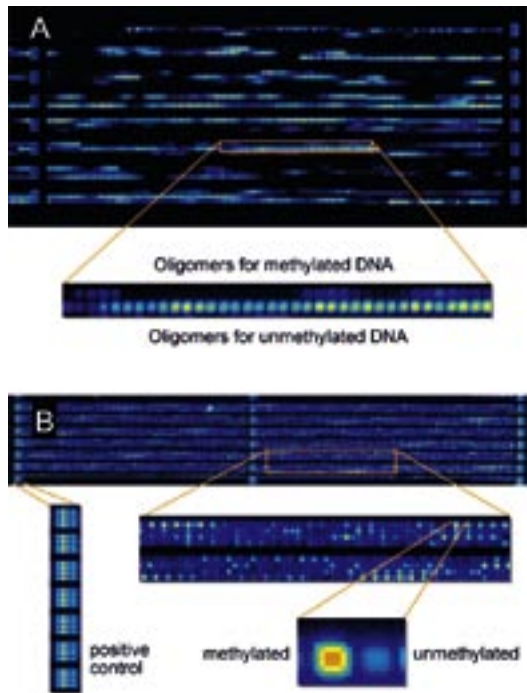 A
Oligomers for methylated DNA
Oligomers for unmethylated DNA
B
positive
control
methylated
unmethylated